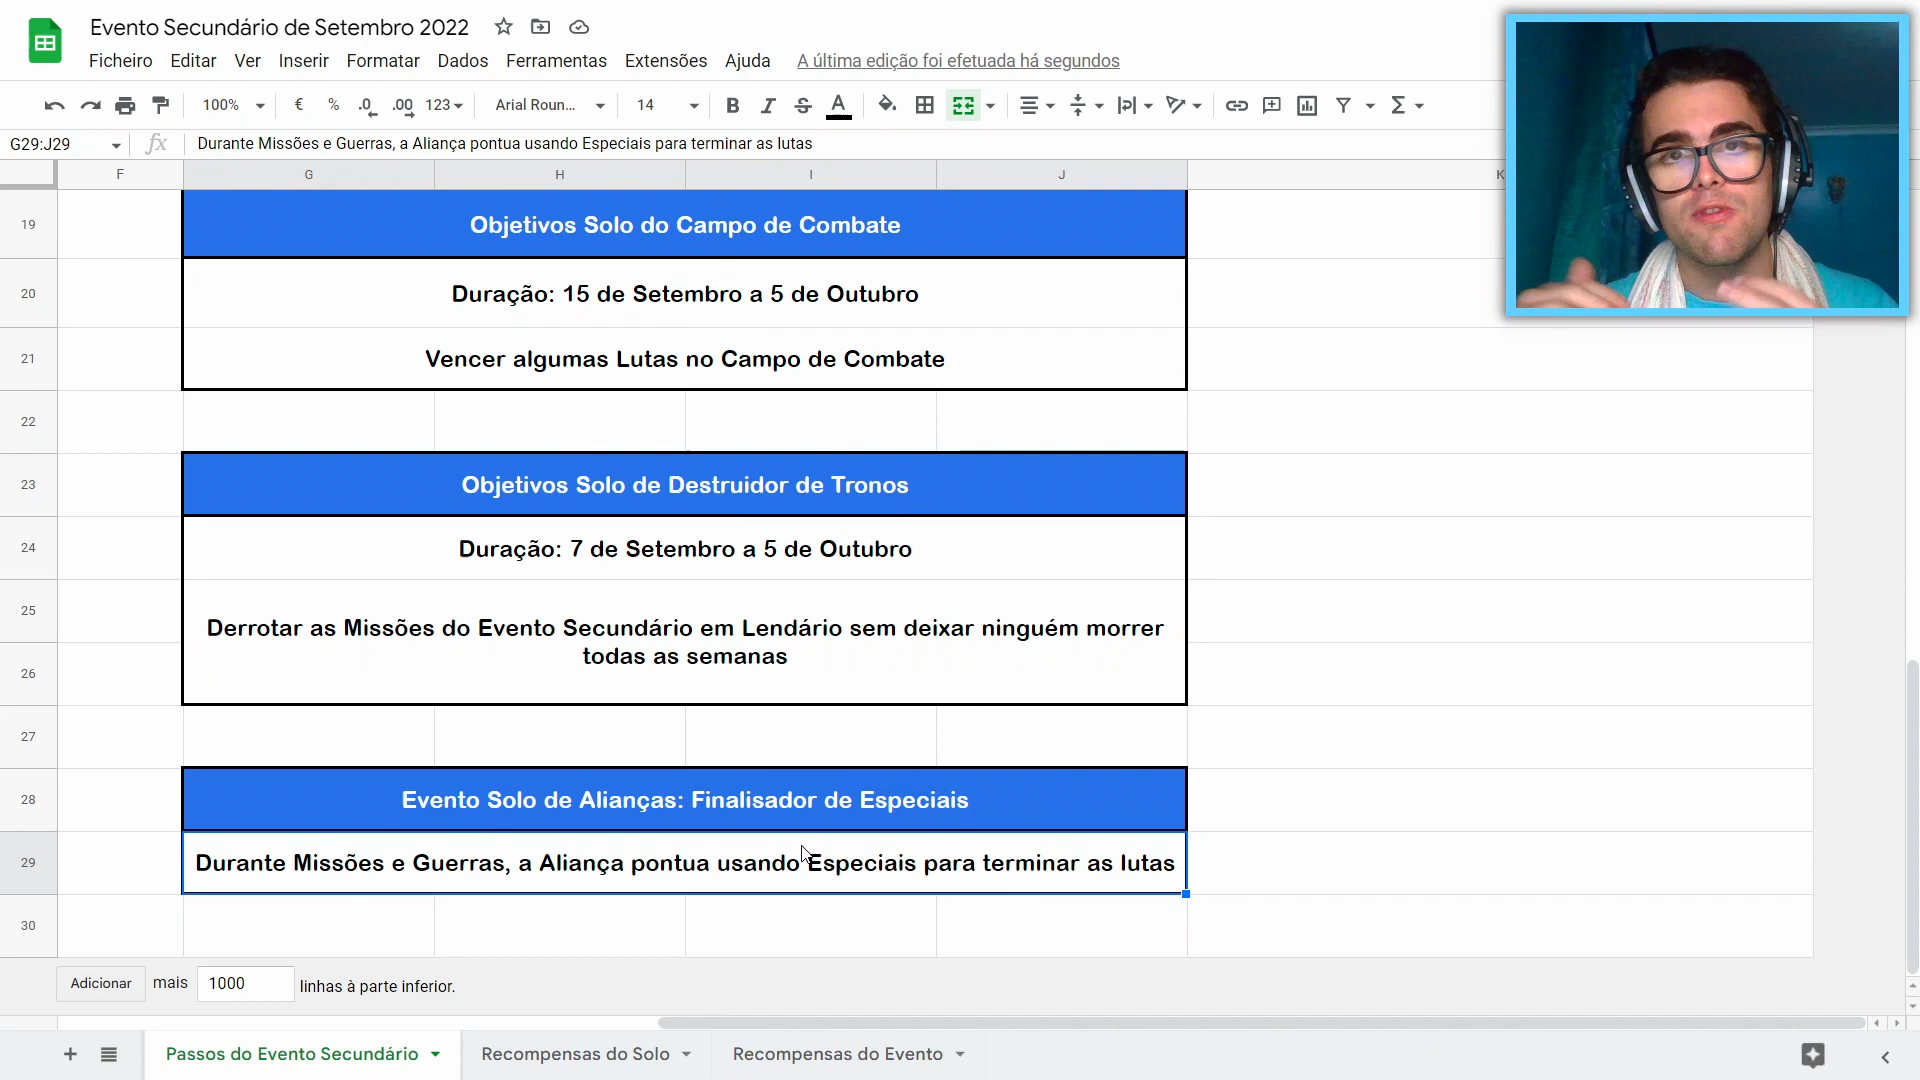 Evento Secundário de Setembro 2022
Ficheiro Editar Ver Inserir Formatar Dados Ferramentas Extensões Ajuda A última edição foi efetuada há segundos
100% € % .0 .00 123 Arial Roun... 14 B I S A
G29:J29 fx Durante Missões e Guerras, a Aliança pontua usando Especiais para terminar as lutas
F G H I J K
19 Objetivos Solo do Campo de Combate
20 Duração: 15 de Setembro a 5 de Outubro
21 Vencer algumas Lutas no Campo de Combate
22
23 Objetivos Solo de Destruidor de Tronos
24 Duração: 7 de Setembro a 5 de Outubro
25 Derrotar as Missões do Evento Secundário em Lendário sem deixar ninguém morrer
26 todas as semanas
27
28 Evento Solo de Alianças: Finalisador de Especiais
29 Durante Missões e Guerras, a Aliança pontua usando Especiais para terminar as lutas
30
Adicionar mais 1000 linhas à parte inferior.
Passos do Evento Secundário Recompensas do Solo Recompensas do Evento